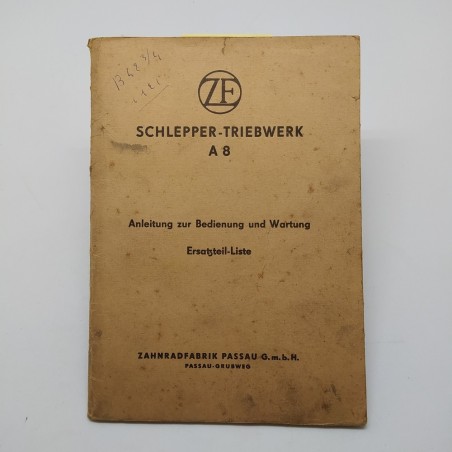 ZF
SCHLEPPER-TRIEBWERK
A 8
Anleitung zur Bedienung und Wartung
Ersatzteil-Liste
ZAHNRADFABRIK PASSAU G.m.b.H.
PASSAU-GRUBWEG